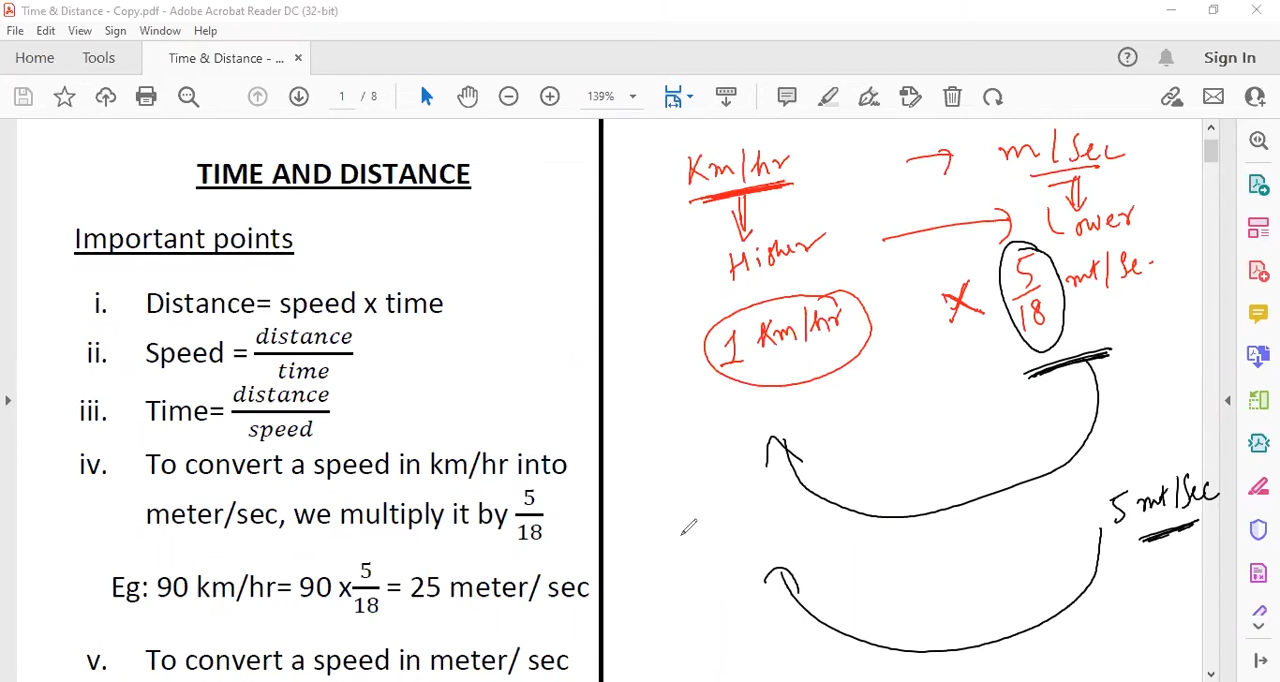 Time & Distance - Copy.pdf - Adobe Acrobat Reader DC (32-bit)
File Edit View Sign Window Help
Home Tools Time & Distance - ... × Sign In
1 / 8 139%
TIME AND DISTANCE
Important points
i. Distance= speed x time
ii. Speed = distance/time
iii. Time= distance/speed
iv. To convert a speed in km/hr into
meter/sec, we multiply it by 5/18
Eg: 90 km/hr= 90 x 5/18 = 25 meter/ sec
v. To convert a speed in meter/ sec
Km/hr → m/Sec
Higher → Lower
1 Km/hr × 5/18 mt/Se.
5 mt/Sec